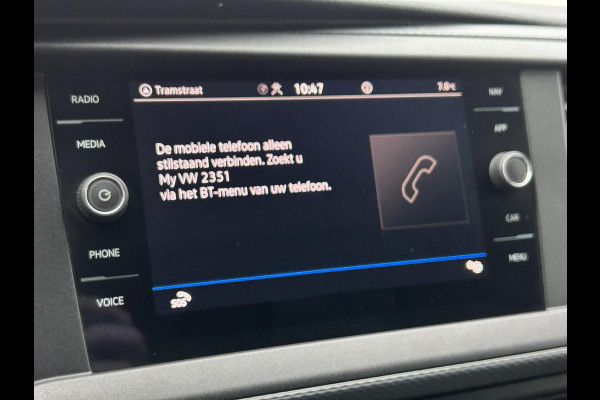 RADIO
MEDIA
PHONE
VOICE
Tramstraat
10:47
7.0°C
De mobiele telefoon alleen
stilstaand verbinden. Zoekt u
My VW 2351
via het BT-menu van uw telefoon.
SOS
NAV
APP
CAR
MENU